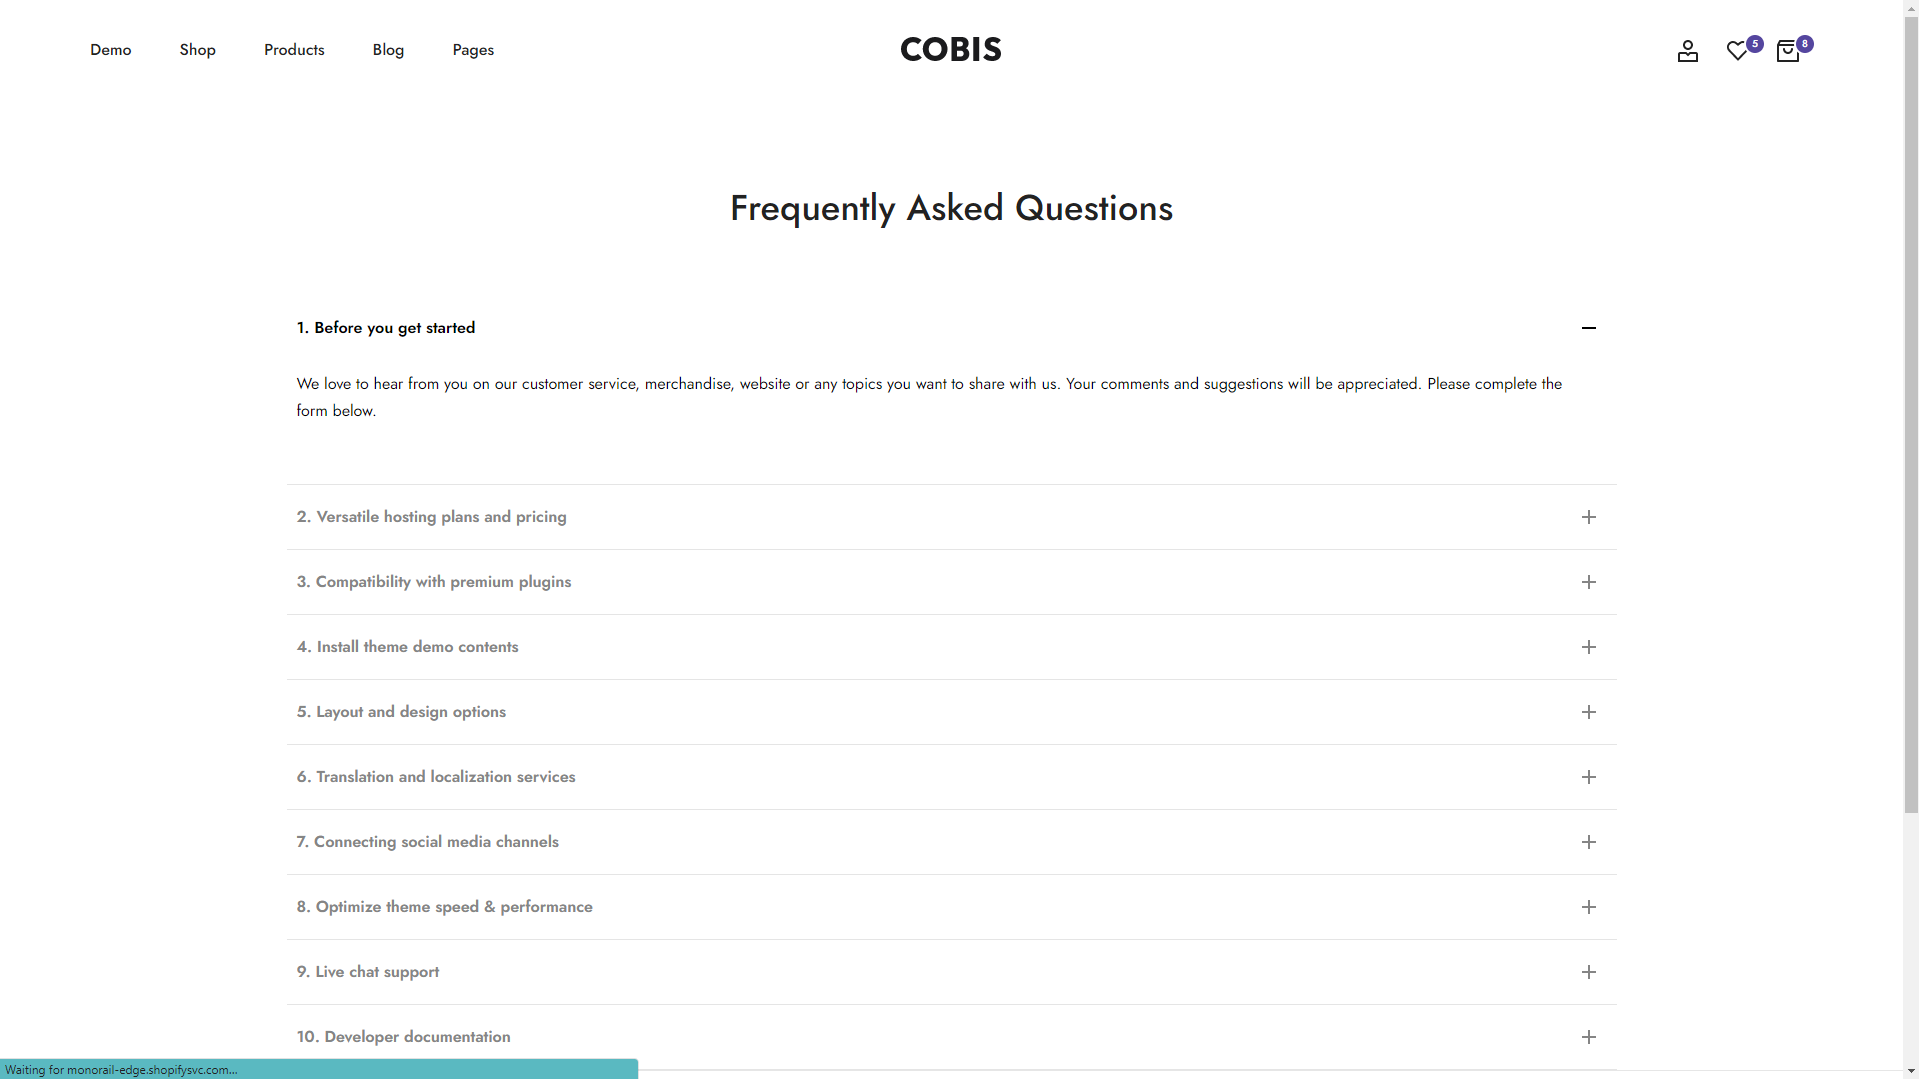 Demo Shop Products Blog Pages COBIS 5 8
Frequently Asked Questions
1. Before you get started
We love to hear from you on our customer service, merchandise, website or any topics you want to share with us. Your comments and suggestions will be appreciated. Please complete the
form below.
2. Versatile hosting plans and pricing
3. Compatibility with premium plugins
4. Install theme demo contents
5. Layout and design options
6. Translation and localization services
7. Connecting social media channels
8. Optimize theme speed & performance
9. Live chat support
10. Developer documentation
Waiting for monorail-edge.shopifysvc.com...